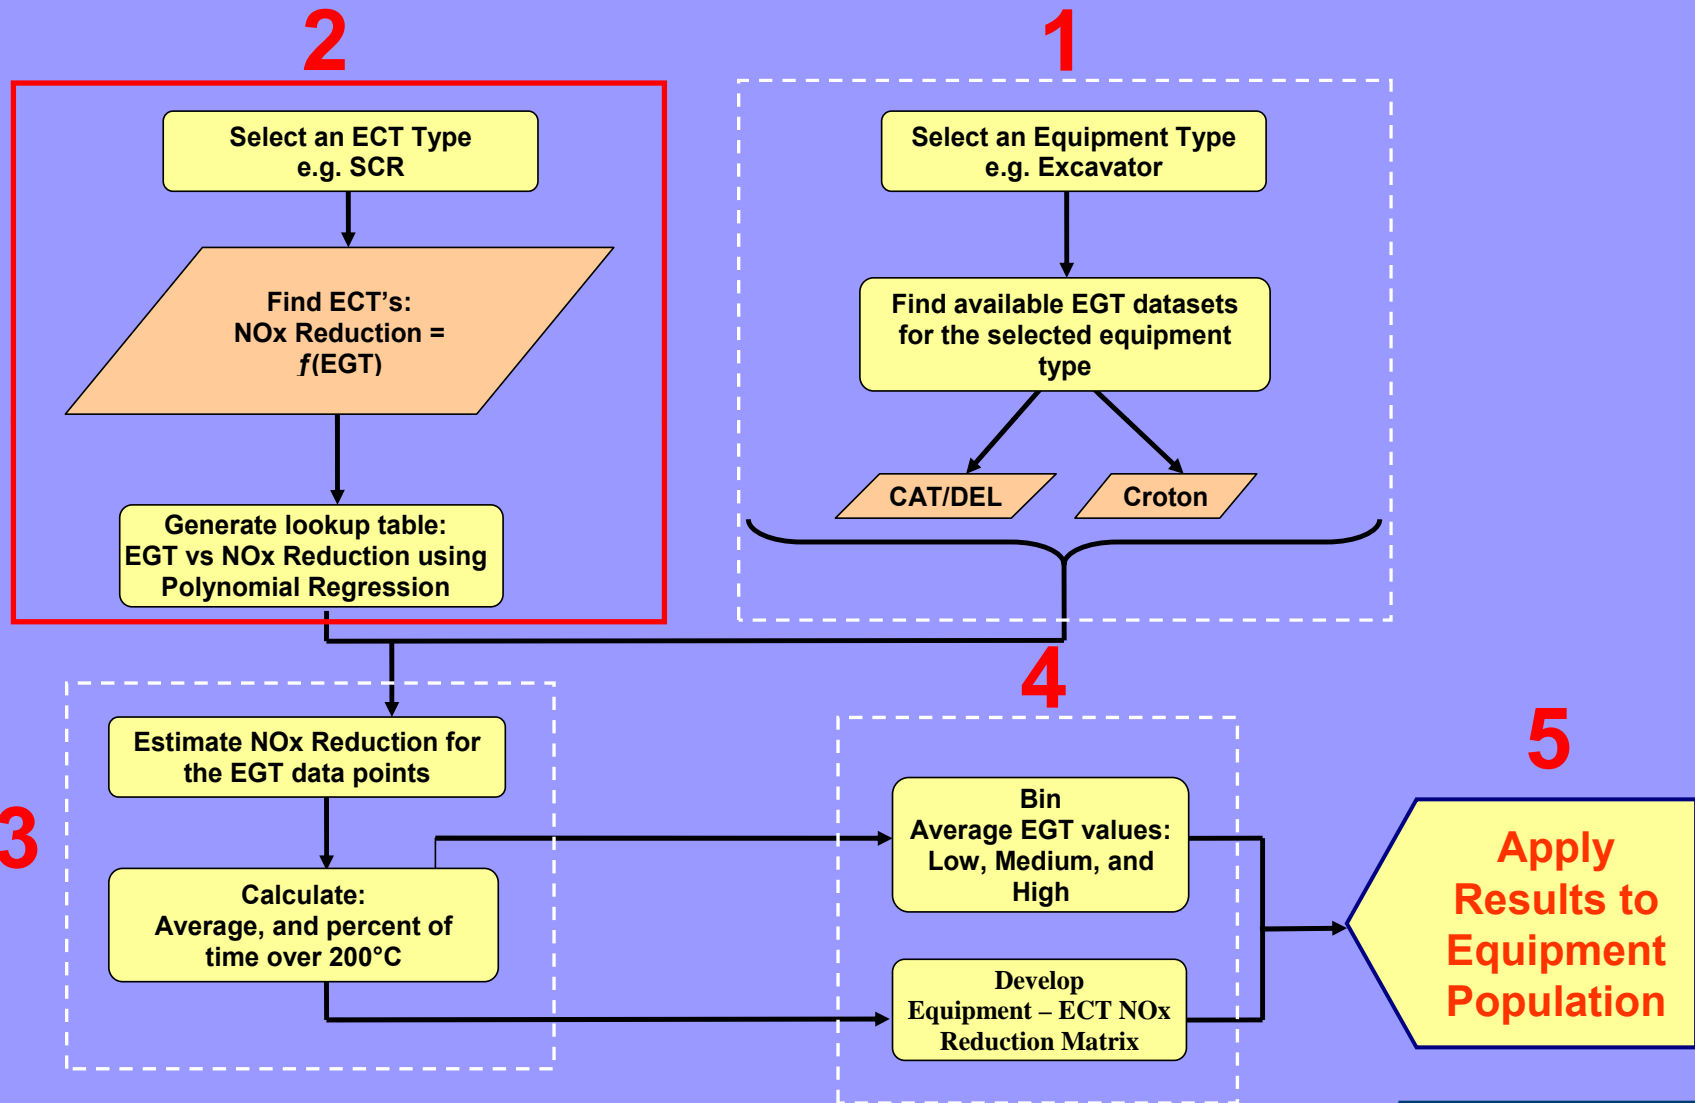 2
1
Select an ECT Type
e.g. SCR
Find ECT's:
NOx Reduction =
ƒ(EGT)
Generate lookup table:
EGT vs NOx Reduction using
Polynomial Regression
Select an Equipment Type
e.g. Excavator
Find available EGT datasets
for the selected equipment
type
CAT/DEL
Croton
3
Estimate NOx Reduction for
the EGT data points
Calculate:
Average, and percent of
time over 200°C
4
Bin
Average EGT values:
Low, Medium, and
High
Develop
Equipment – ECT NOx
Reduction Matrix
5
Apply
Results to
Equipment
Population